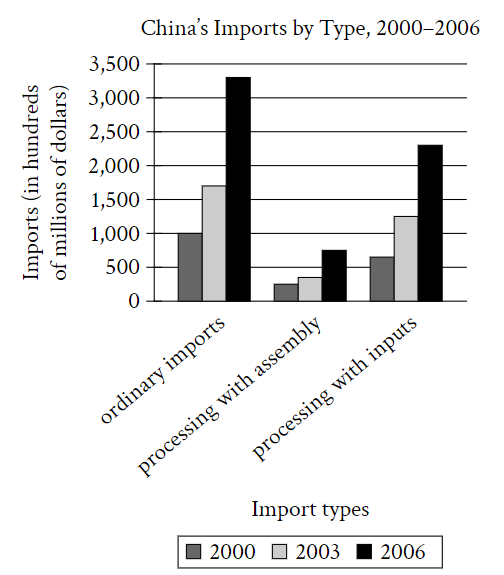 China’s Imports by Type, 2000–2006
Imports (in hundreds
of millions of dollars)
3,500
3,000
2,500
2,000
1,500
1,000
500
0
ordinary imports
processing with assembly
processing with inputs
Import types
2000 2003 2006